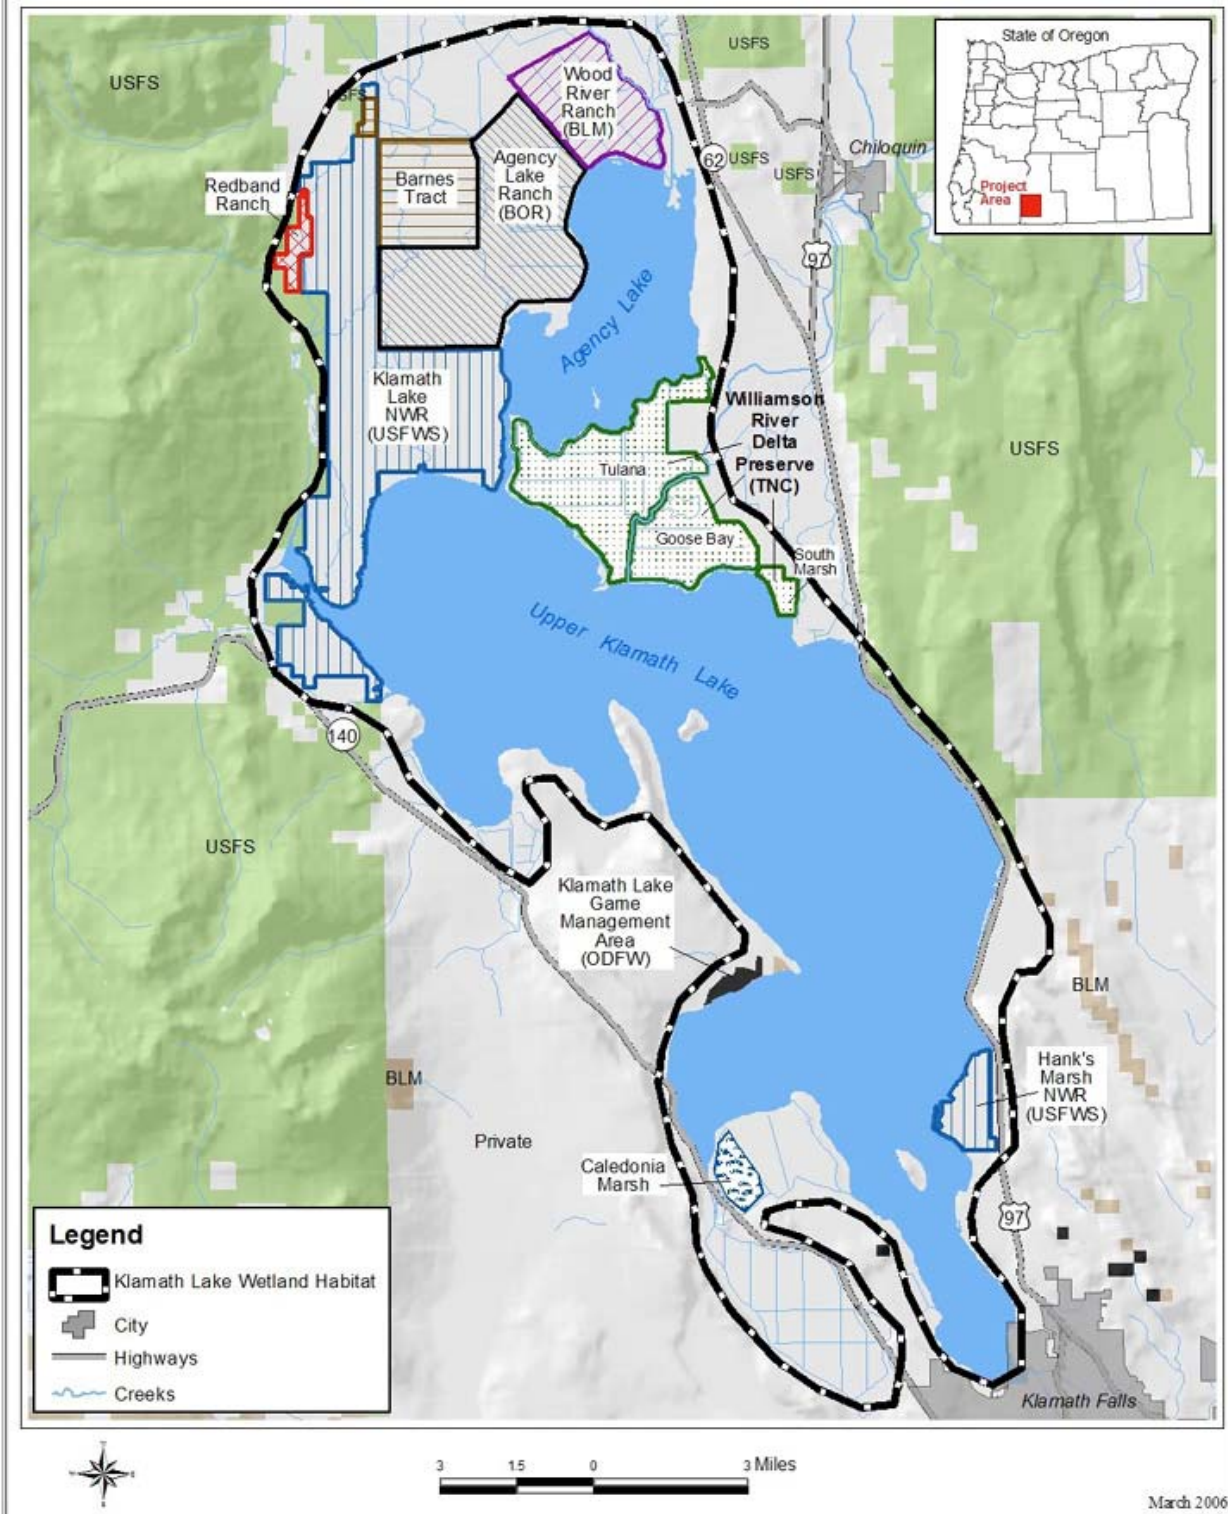 State of Oregon
Project
Area
USFS
USFS
USFS
Wood
River
Ranch
(BLM)
62
USFS
USFS
Chiloquin
Redband
Ranch
Barnes
Tract
Agency
Lake
Ranch
(BOR)
97
Agency Lake
Klamath
Lake
NWR
(USFWS)
Williamson
River
Delta
Preserve
(TNC)
USFS
Tulana
Goose Bay
South
Marsh
Upper Klamath Lake
140
USFS
Klamath Lake
Game
Management
Area
(ODFW)
BLM
BLM
Hank's
Marsh
NWR
(USFWS)
Private
Caledonia
Marsh
97
Klamath Falls
Legend
Klamath Lake Wetland Habitat
City
Highways
Creeks
3 1.5 0 3 Miles
March 2006